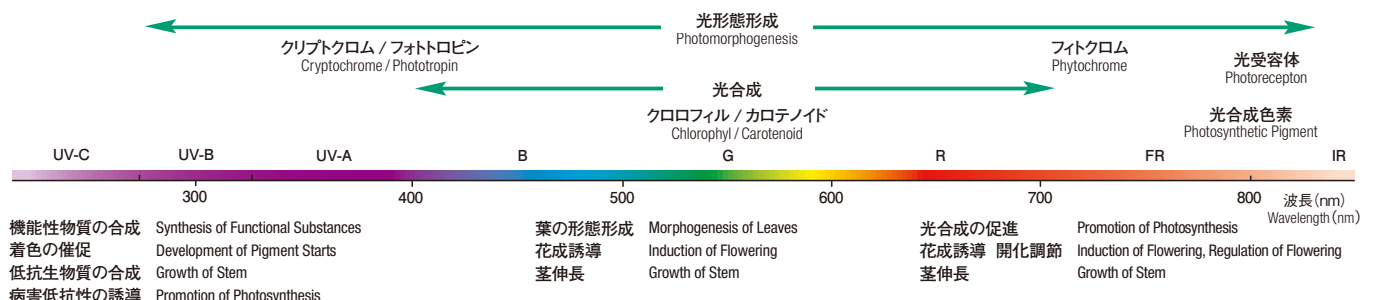 光形態形成
Photomorphogenesis
クリプトクロム / フォトトロピン
Cryptochrome / Phototropin
フィトクロム
Phytochrome
光受容体
Photorecepton
光合成
クロロフィル / カロテノイド
Chlorophyl / Carotenoid
光合成色素
Photosynthetic Pigment
UV-C UV-B UV-A B G R FR IR
300 400 500 600 700 800 波長(nm)
Wavelength(nm)
機能性物質の合成 Synthesis of Functional Substances
着色の催促 Development of Pigment Starts
低抗生物質の合成 Growth of Stem
病害低抗性の誘導 Promotion of Photosynthesis
葉の形態形成 Morphogenesis of Leaves
花成誘導 Induction of Flowering
茎伸長 Growth of Stem
光合成の促進 Promotion of Photosynthesis
花成誘導 開化調節 Induction of Flowering, Regulation of Flowering
茎伸長 Growth of Stem